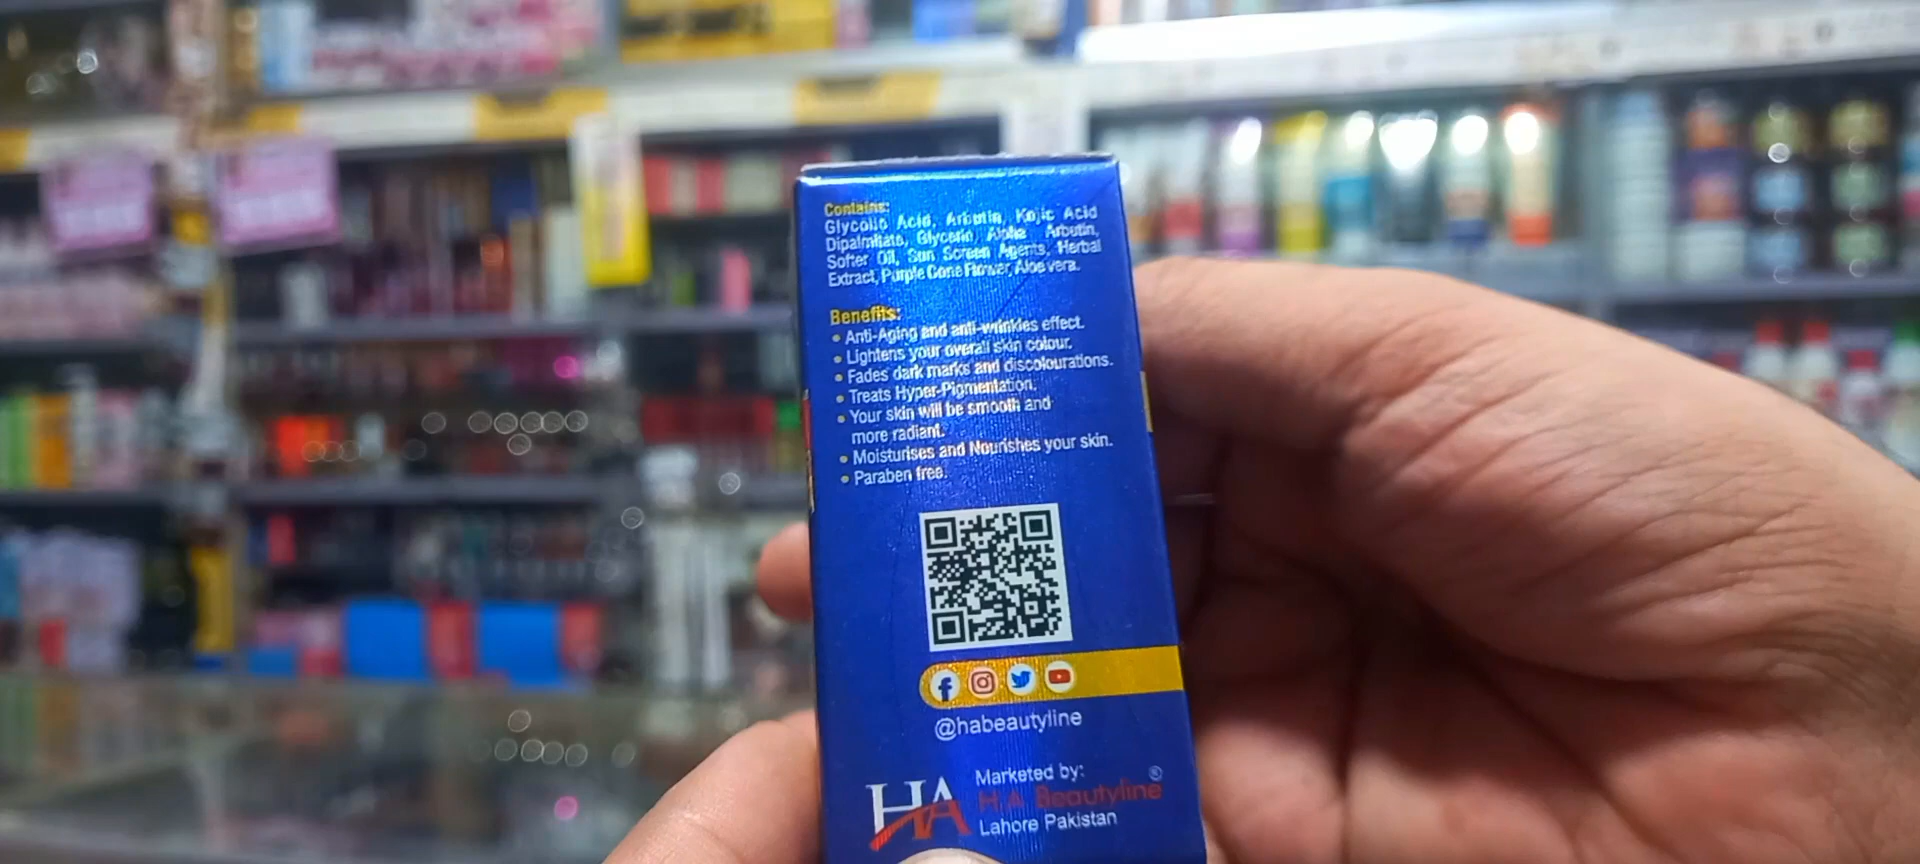 Contains:
Glycolic Acid, Arbutin, Kojic Acid
Dipalmitate, Glycerin, Alpha Arbutin,
Softer Oil, Sun Screen Agents, Herbal
Extract, Purple Cone Flower, Aloe vera.
Benefits:
• Anti-Aging and anti-wrinkles effect.
• Lightens your overall skin colour.
• Fades dark marks and discolourations.
• Treats Hyper-Pigmentation.
• Your skin will be smooth and
more radiant.
• Moisturises and Nourishes your skin.
• Paraben free.
@habeautyline
HA
Marketed by:
H.A Beautyline®
Lahore Pakistan